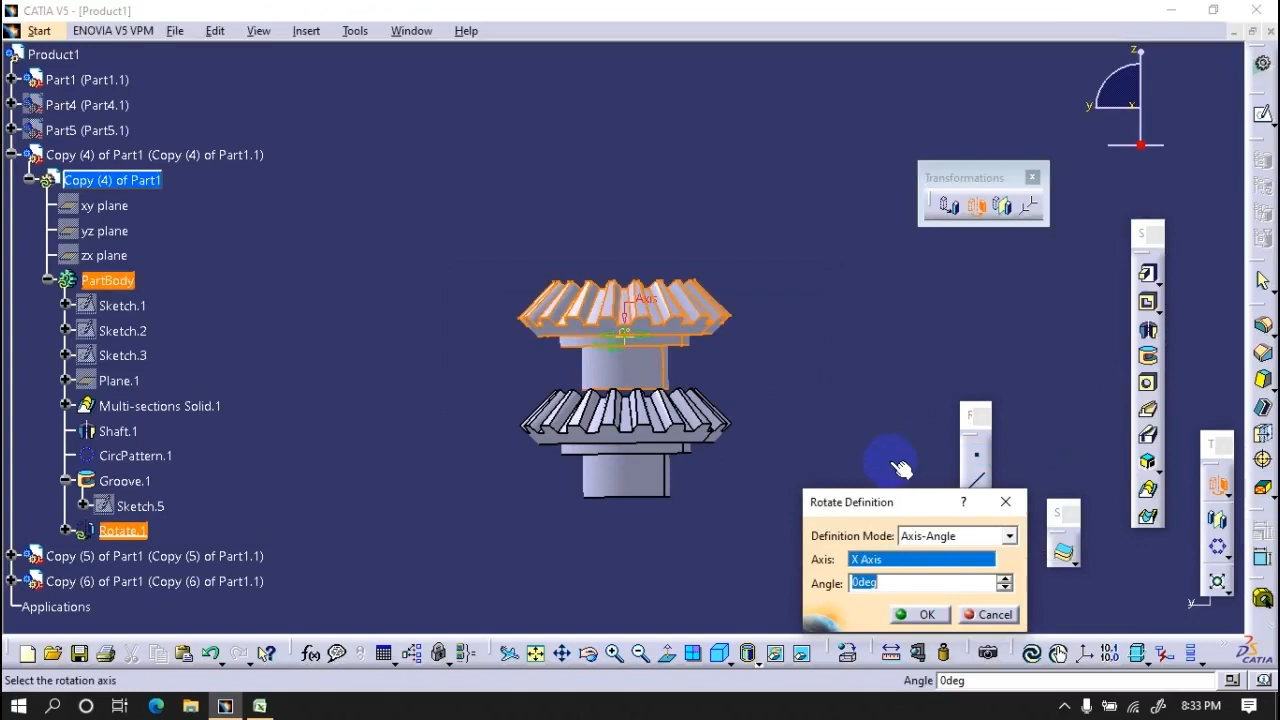 CATIA V5 - [Product1]
Start ENOVIA V5 VPM File Edit View Insert Tools Window Help
Product1
Part1 (Part1.1)
Part4 (Part4.1)
Part5 (Part5.1)
Copy (4) of Part1 (Copy (4) of Part1.1)
Copy (4) of Part1
xy plane
yz plane
zx plane
PartBody
Sketch.1
Sketch.2
Sketch.3
Plane.1
Multi-sections Solid.1
Shaft.1
CircPattern.1
Groove.1
Sketch.5
Rotate.1
Copy (5) of Part1 (Copy (5) of Part1.1)
Copy (6) of Part1 (Copy (6) of Part1.1)
Applications
Axis
z
y x
Transformations
S
F
S
T
y
Rotate Definition ?
Definition Mode: Axis-Angle
Axis: X Axis
Angle: 0deg
OK Cancel
f(x)
10.1
10,0
CATIA
Select the rotation axis
Angle 0deg
8:33 PM